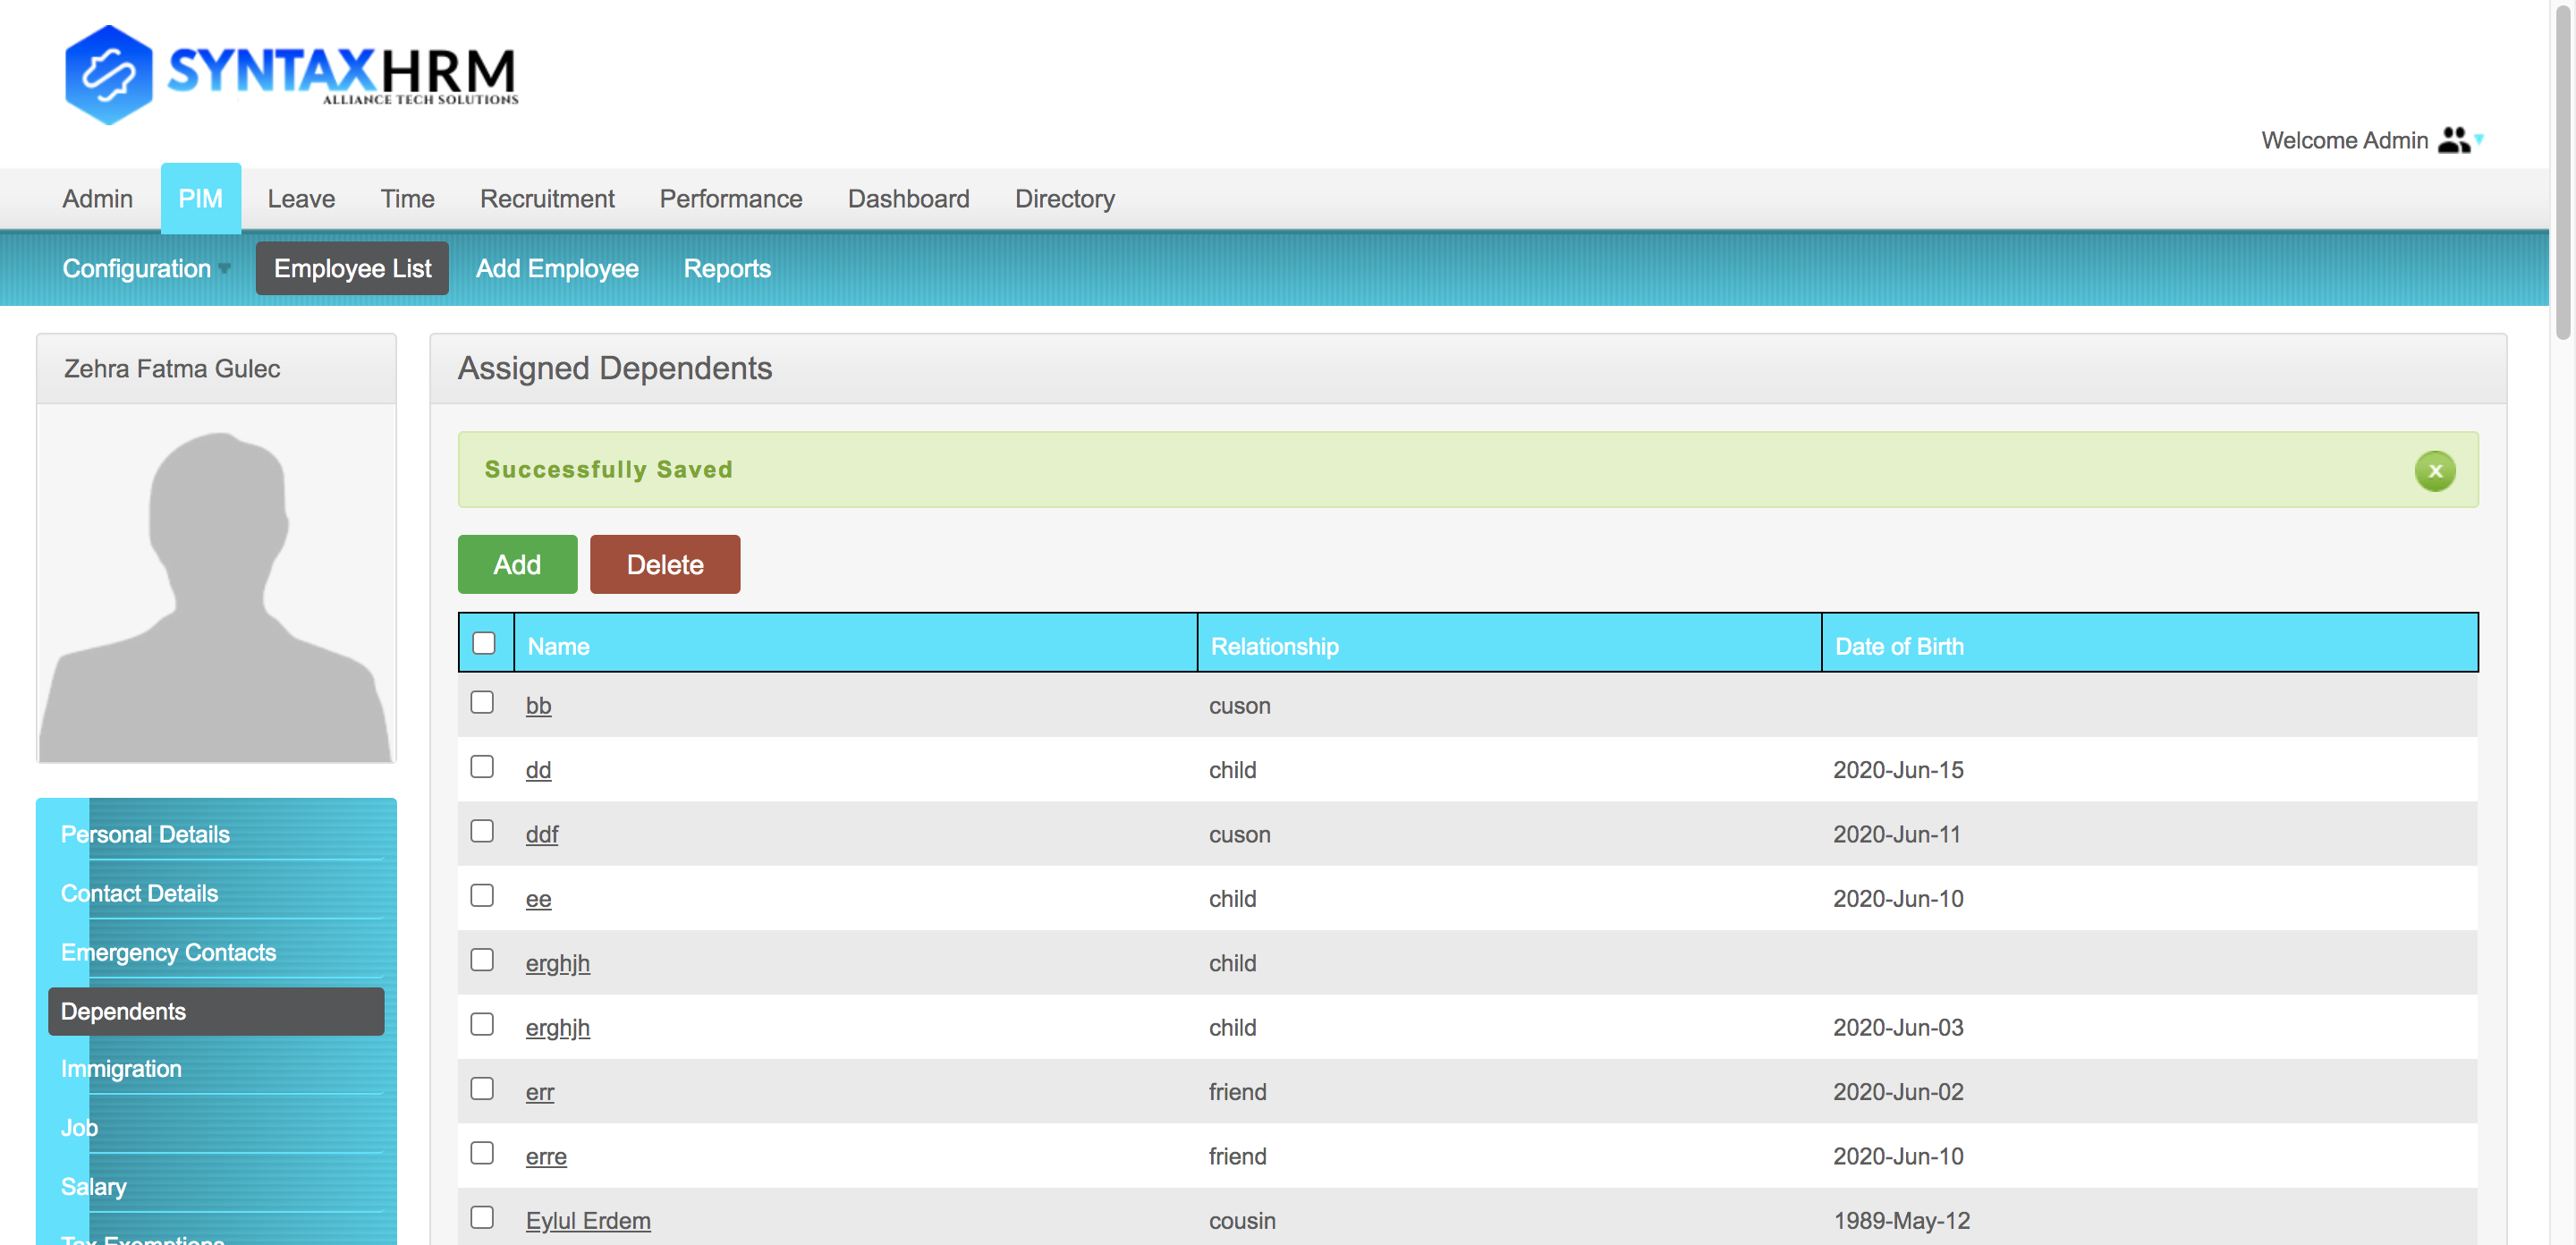 SYNTAXHRM
ALLIANCE TECH SOLUTIONS
Welcome Admin
Admin PIM Leave Time Recruitment Performance Dashboard Directory
Configuration Employee List Add Employee Reports
Zehra Fatma Gulec
Personal Details
Contact Details
Emergency Contacts
Dependents
Immigration
Job
Salary
Tax Exemptions
Assigned Dependents
Successfully Saved
x
Add Delete
Name Relationship Date of Birth
bb cuson
dd child 2020-Jun-15
ddf cuson 2020-Jun-11
ee child 2020-Jun-10
erghjh child
erghjh child 2020-Jun-03
err friend 2020-Jun-02
erre friend 2020-Jun-10
Eylul Erdem cousin 1989-May-12